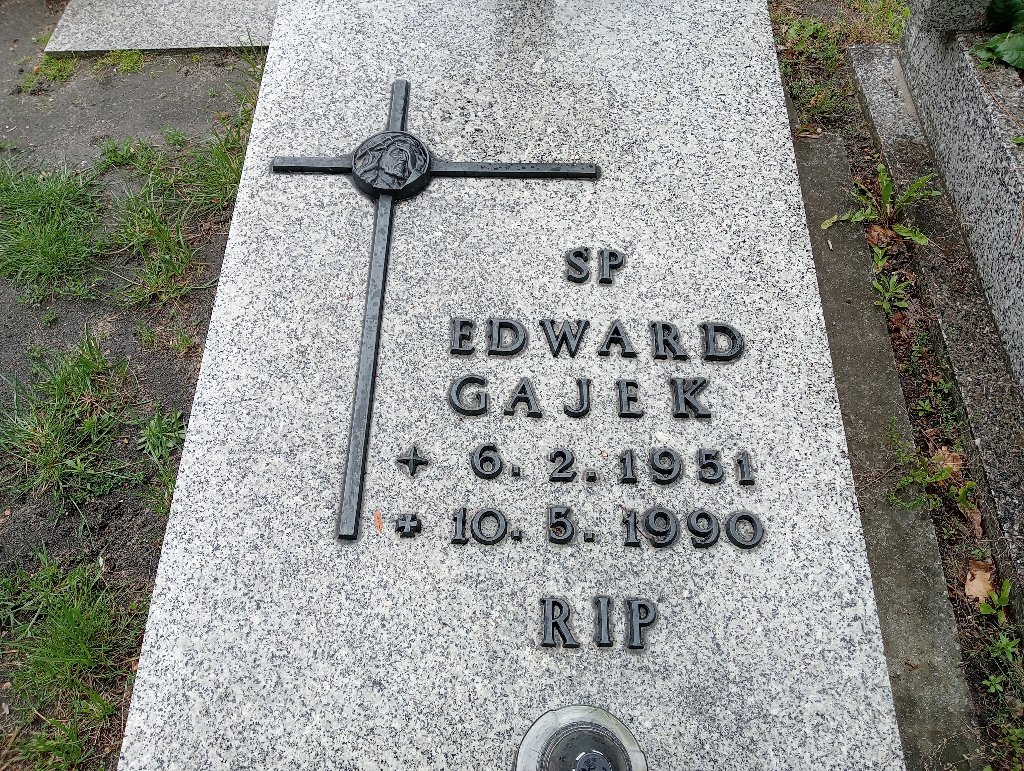 SP
EDWARD
GAJEK
6. 2. 1951
10. 5. 1990
RIP